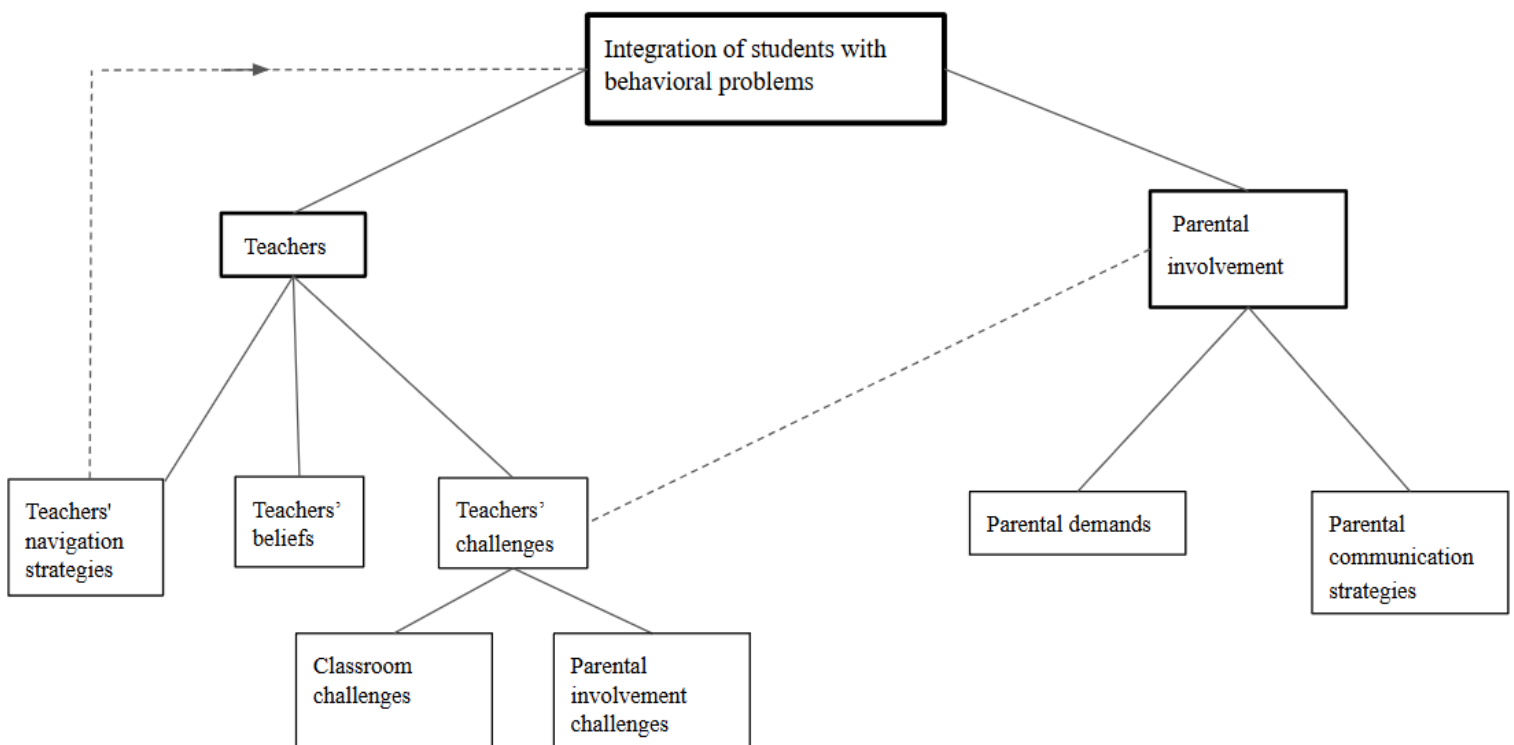 Integration of students with
behavioral problems
Teachers
Parental
involvement
Teachers'
navigation
strategies
Teachers’
beliefs
Teachers’
challenges
Parental demands
Parental
communication
strategies
Classroom
challenges
Parental
involvement
challenges